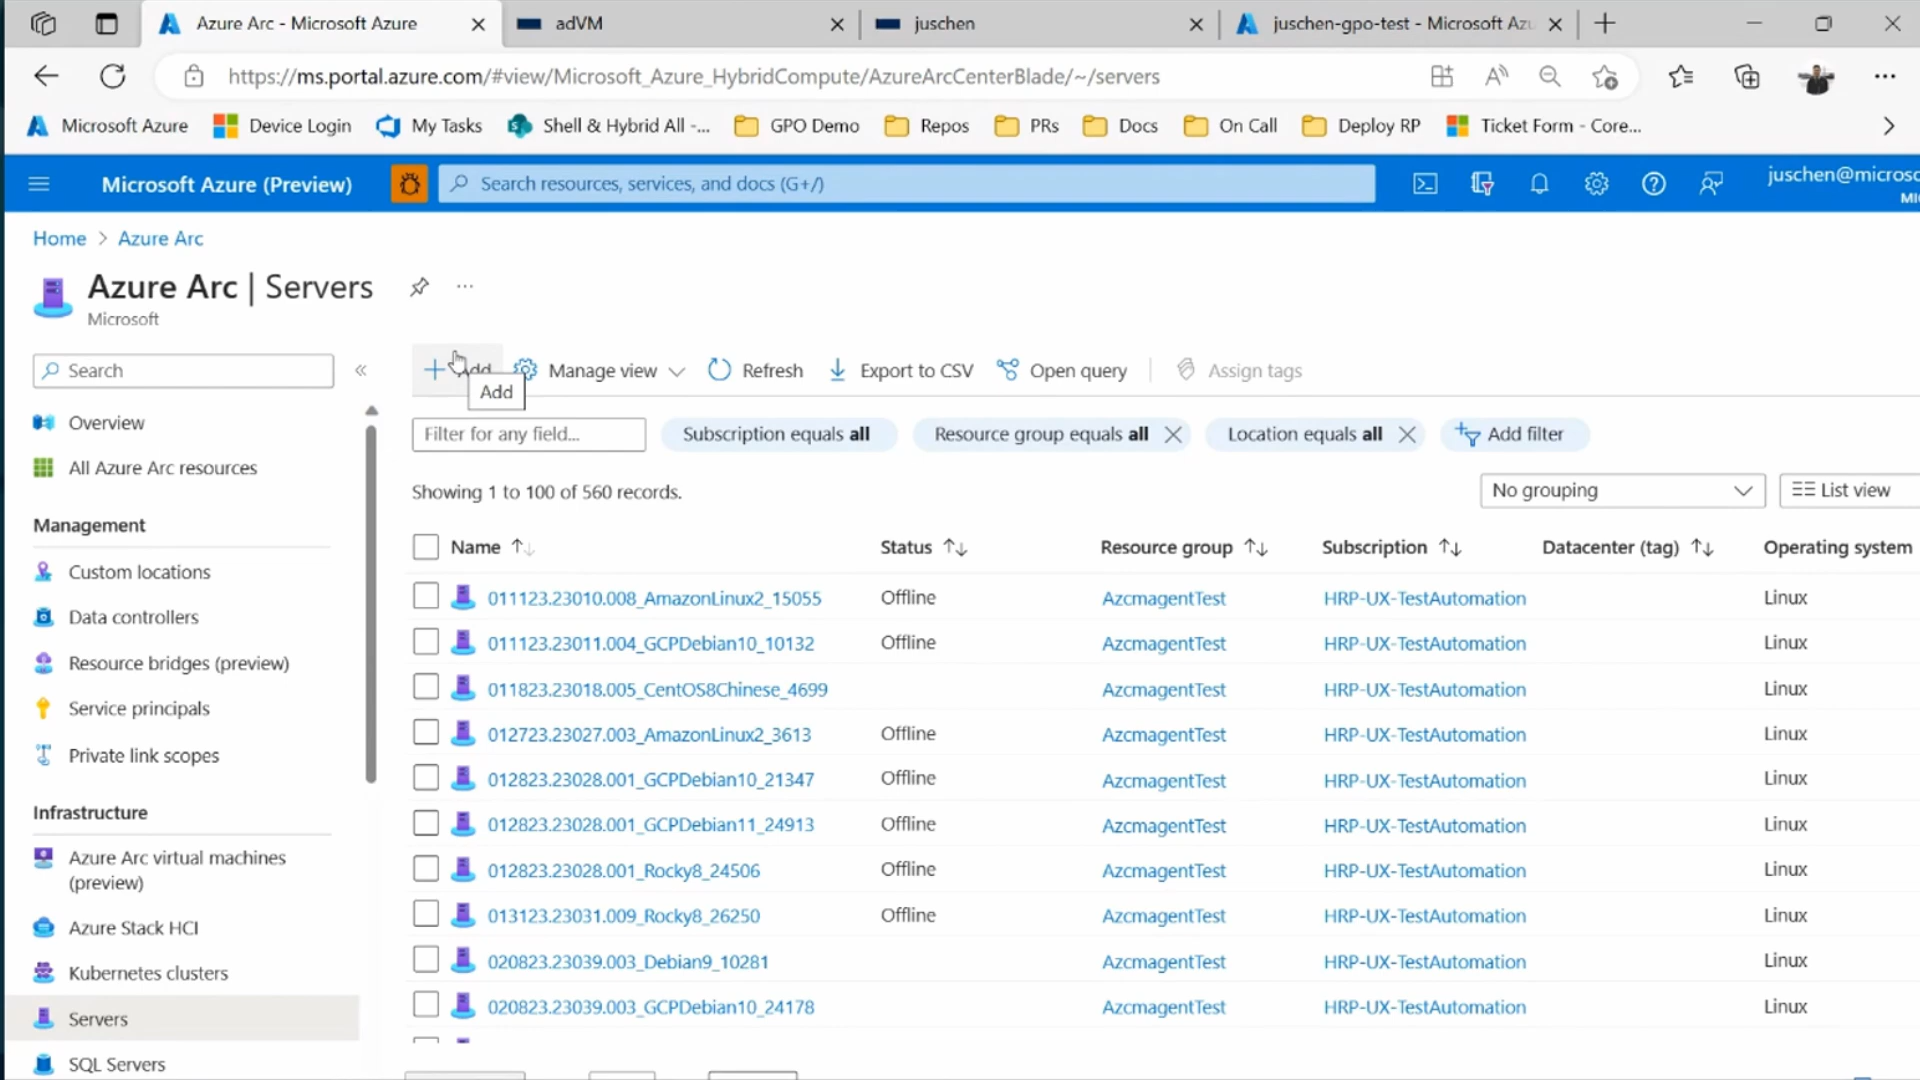 Azure Arc - Microsoft Azure
adVM
juschen
juschen-gpo-test - Microsoft Azu
https://ms.portal.azure.com/#view/Microsoft_Azure_HybridCompute/AzureArcCenterBlade/~/servers
Microsoft Azure
Device Login
My Tasks
Shell & Hybrid All -...
GPO Demo
Repos
PRs
Docs
On Call
Deploy RP
Ticket Form - Core...
Microsoft Azure (Preview)
Search resources, services, and docs (G+/)
juschen@microso
MI
Home > Azure Arc
Azure Arc | Servers
Microsoft
Search
Overview
All Azure Arc resources
Management
Custom locations
Data controllers
Resource bridges (preview)
Service principals
Private link scopes
Infrastructure
Azure Arc virtual machines
(preview)
Azure Stack HCI
Kubernetes clusters
Servers
SQL Servers
Add
Manage view
Refresh
Export to CSV
Open query
Assign tags
Add
Filter for any field...
Subscription equals all
Resource group equals all
Location equals all
Add filter
Showing 1 to 100 of 560 records.
No grouping
List view
Name Status Resource group Subscription Datacenter (tag) Operating system
011123.23010.008_AmazonLinux2_15055 Offline AzcmagentTest HRP-UX-TestAutomation Linux
011123.23011.004_GCPDebian10_10132 Offline AzcmagentTest HRP-UX-TestAutomation Linux
011823.23018.005_CentOS8Chinese_4699 AzcmagentTest HRP-UX-TestAutomation Linux
012723.23027.003_AmazonLinux2_3613 Offline AzcmagentTest HRP-UX-TestAutomation Linux
012823.23028.001_GCPDebian10_21347 Offline AzcmagentTest HRP-UX-TestAutomation Linux
012823.23028.001_GCPDebian11_24913 Offline AzcmagentTest HRP-UX-TestAutomation Linux
012823.23028.001_Rocky8_24506 Offline AzcmagentTest HRP-UX-TestAutomation Linux
013123.23031.009_Rocky8_26250 Offline AzcmagentTest HRP-UX-TestAutomation Linux
020823.23039.003_Debian9_10281 AzcmagentTest HRP-UX-TestAutomation Linux
020823.23039.003_GCPDebian10_24178 AzcmagentTest HRP-UX-TestAutomation Linux